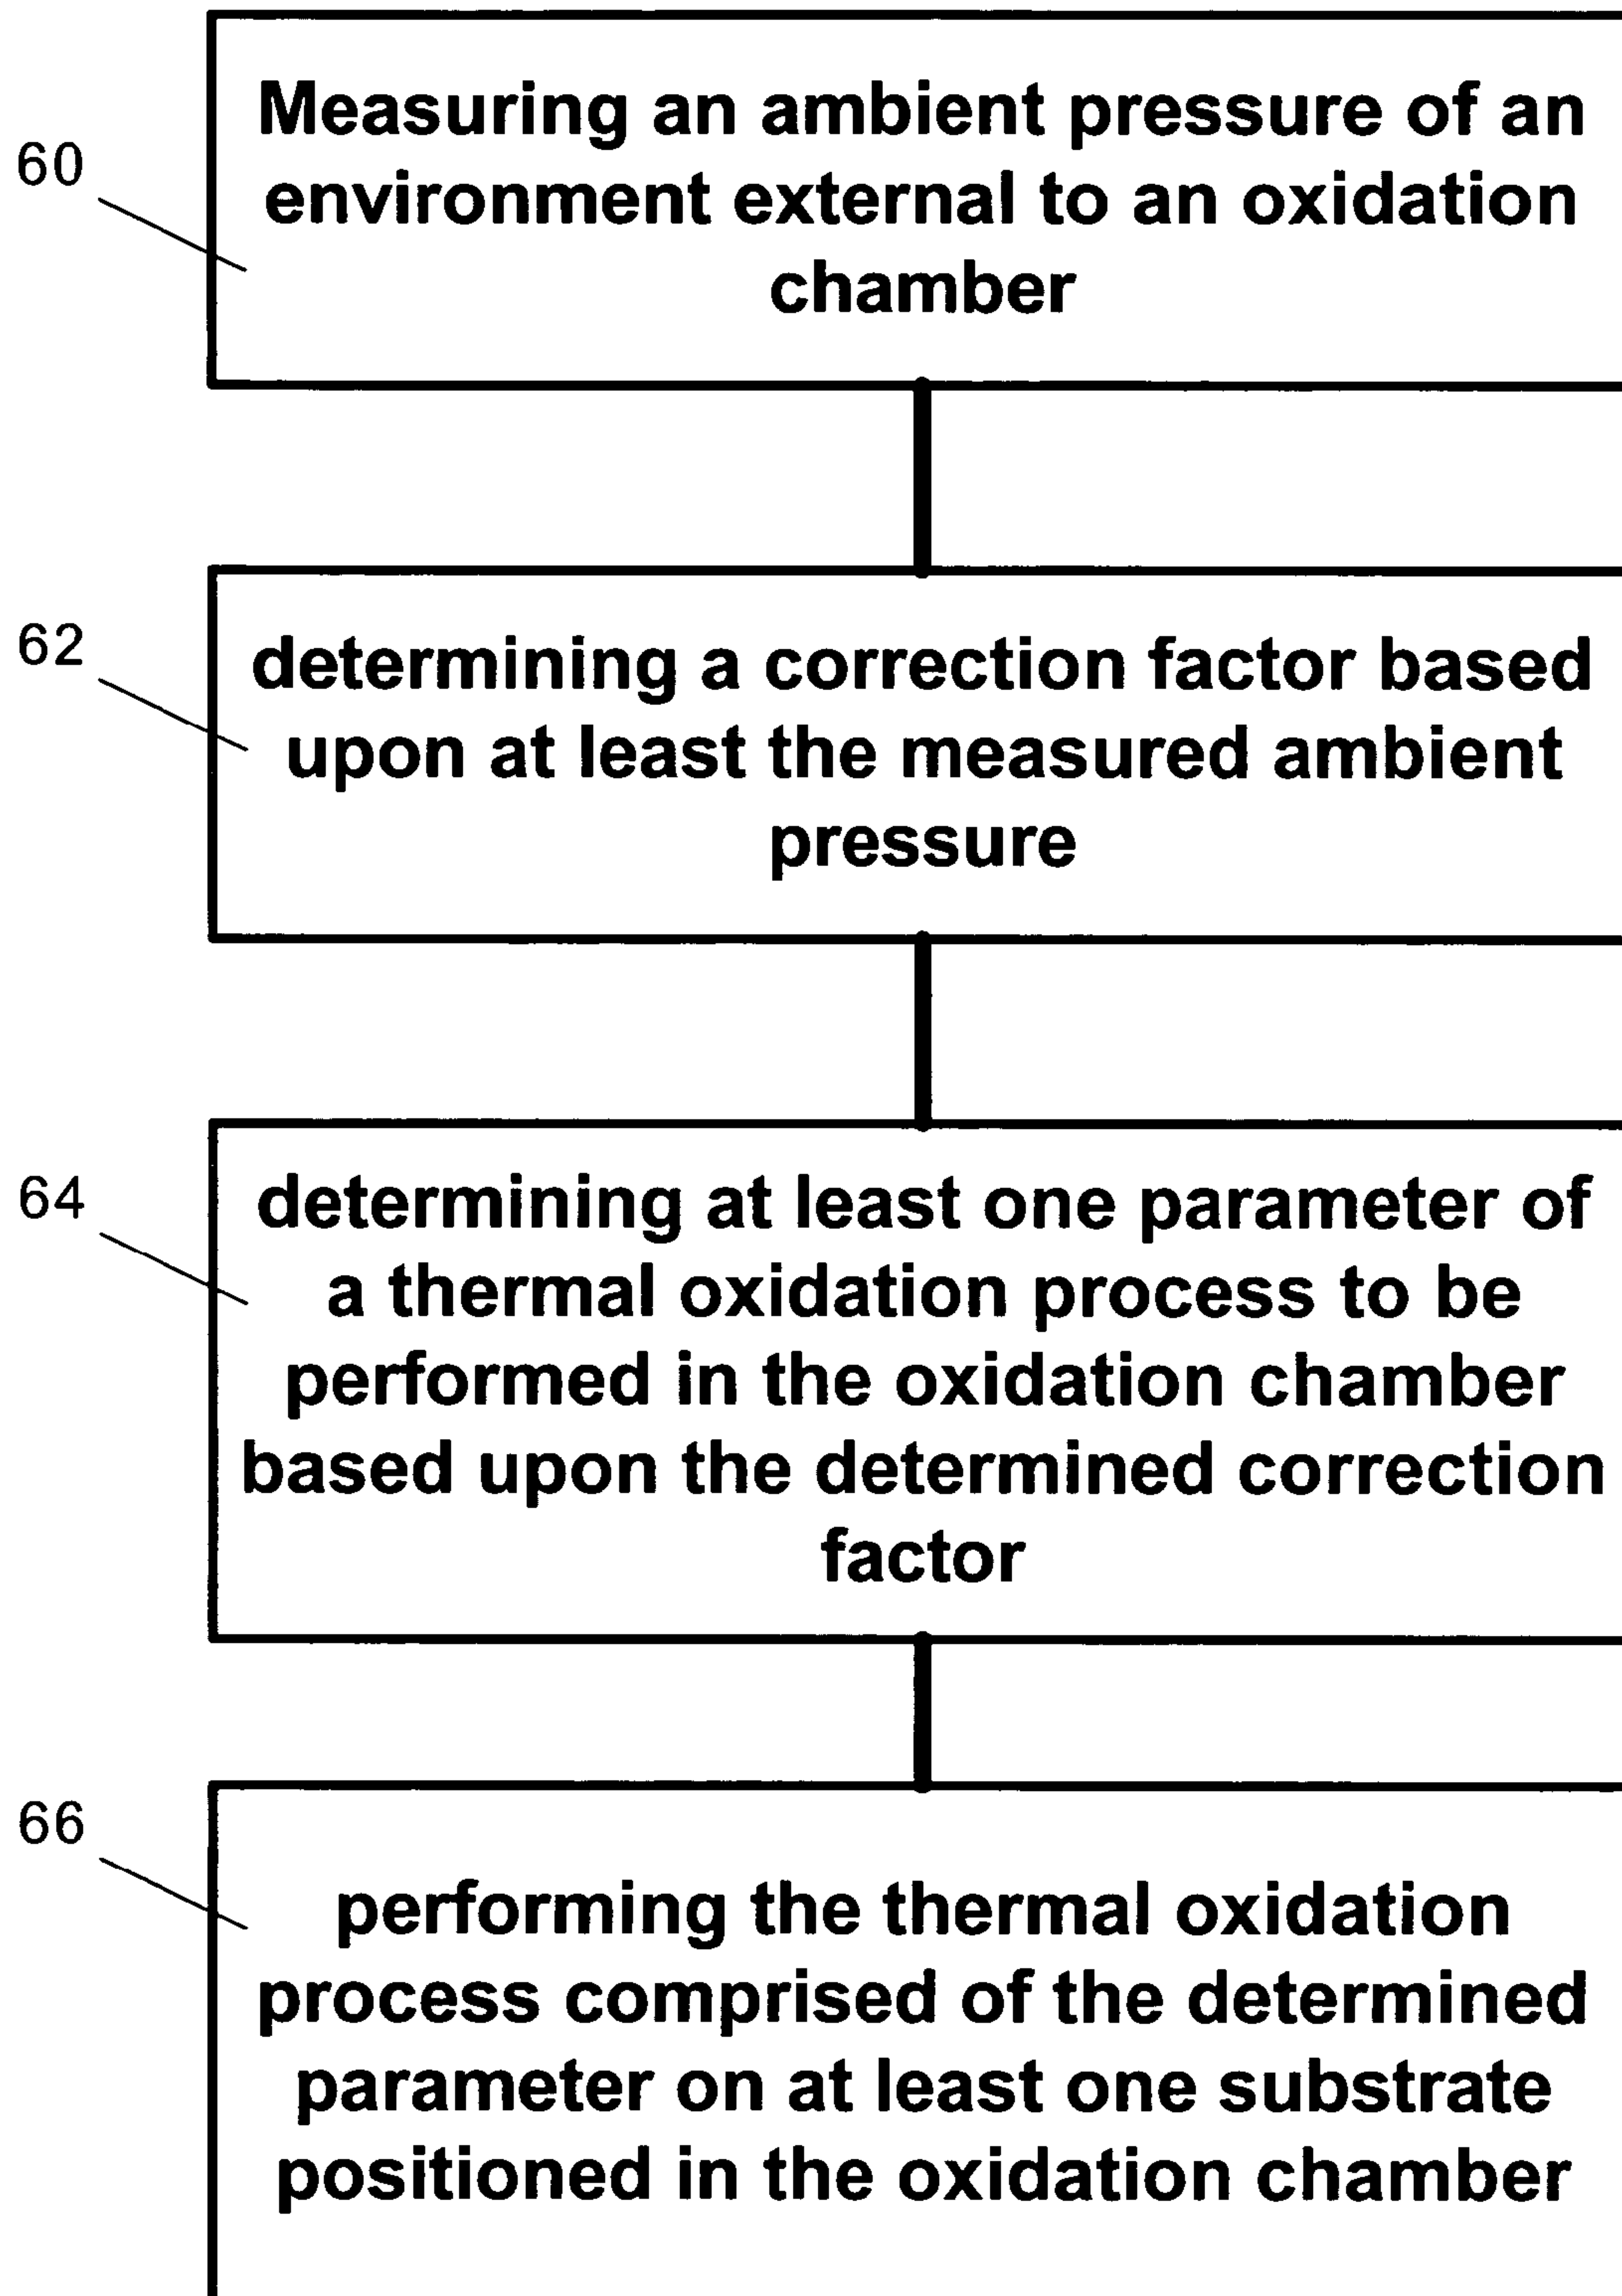 60
Measuring an ambient pressure of an
environment external to an oxidation
chamber
62
determining a correction factor based
upon at least the measured ambient
pressure
64
determining at least one parameter of
a thermal oxidation process to be
performed in the oxidation chamber
based upon the determined correction
factor
66
performing the thermal oxidation
process comprised of the determined
parameter on at least one substrate
positioned in the oxidation chamber